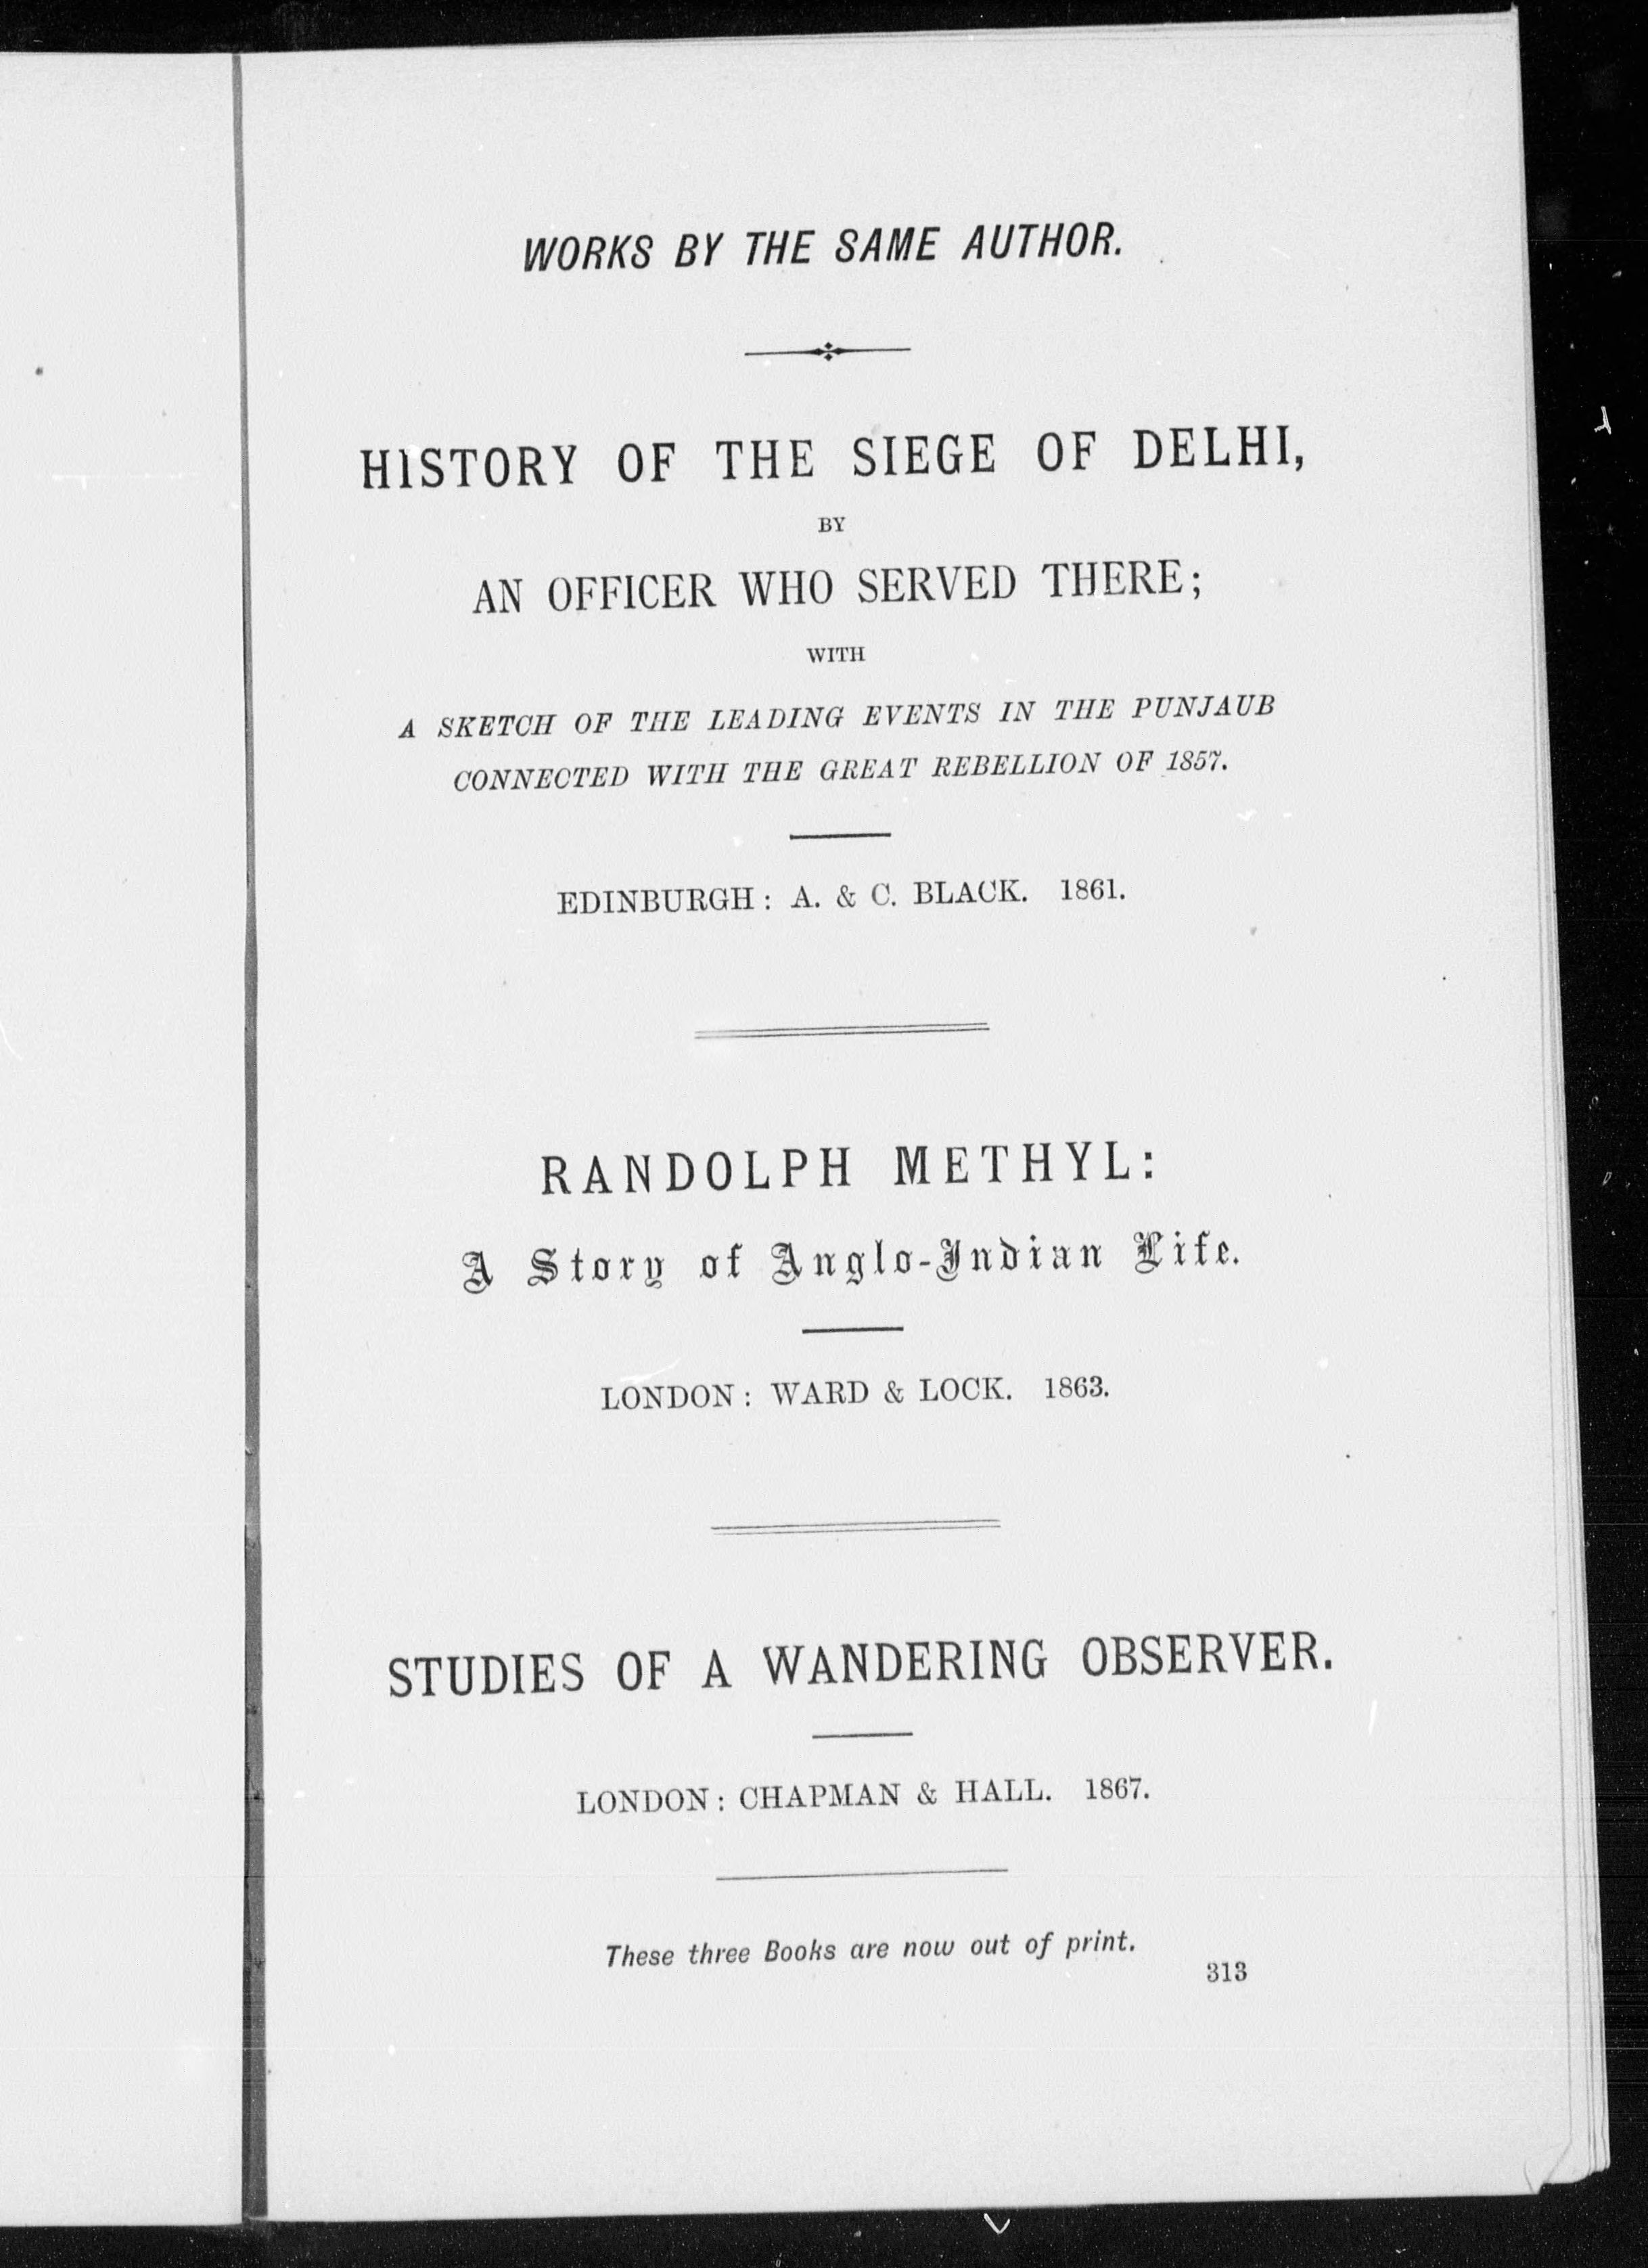 WORKS BY THE SAME AUTHOR.
HISTORY OF THE SIEGE OF DELHI,
BY
AN OFFICER WHO SERVED THERE;
WITH
A SKETCH OF THE LEADING EVENTS IN THE PUNJAUB
CONNECTED WITH THE GREAT REBELLION OF 1857.
EDINBURGH: A. & C. BLACK. 1861.
RANDOLPH METHYL:
A Story of Anglo-Indian Life.
LONDON: WARD & LOCK. 1863.
STUDIES OF A WANDERING OBSERVER.
LONDON: CHAPMAN & HALL. 1867.
These three Books are now out of print.
313